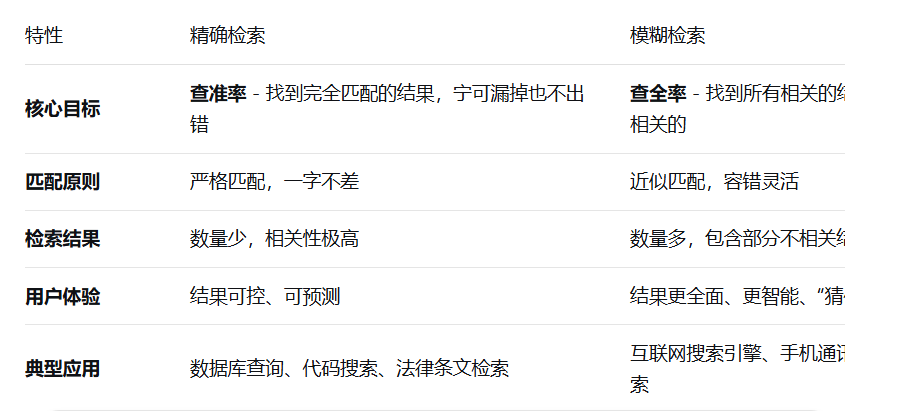 特性 精确检索 模糊检索
核心目标 查准率 - 找到完全匹配的结果，宁可漏掉也不出错 查全率 - 找到所有相关的 相关的
匹配原则 严格匹配，一字不差 近似匹配，容错灵活
检索结果 数量少，相关性极高 数量多，包含部分不相关
用户体验 结果可控、可预测 结果更全面、更智能、“猜
典型应用 数据库查询、代码搜索、法律条文检索 互联网搜索引擎、手机通 索